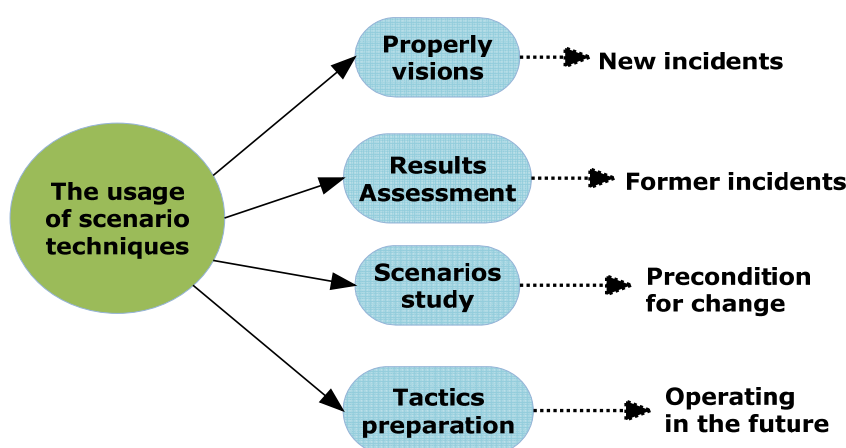 The usage
of scenario
techniques
Properly
visions
New incidents
Results
Assessment
Former incidents
Scenarios
study
Precondition
for change
Tactics
preparation
Operating
in the future